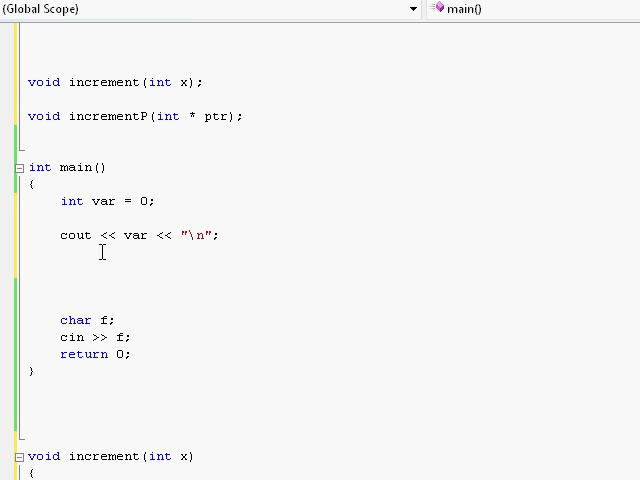 (Global Scope)
main()
void increment(int x);
void incrementP(int * ptr);
int main()
{
int var = 0;
cout << var << "\n";
char f;
cin >> f;
return 0;
}
void increment(int x)
{